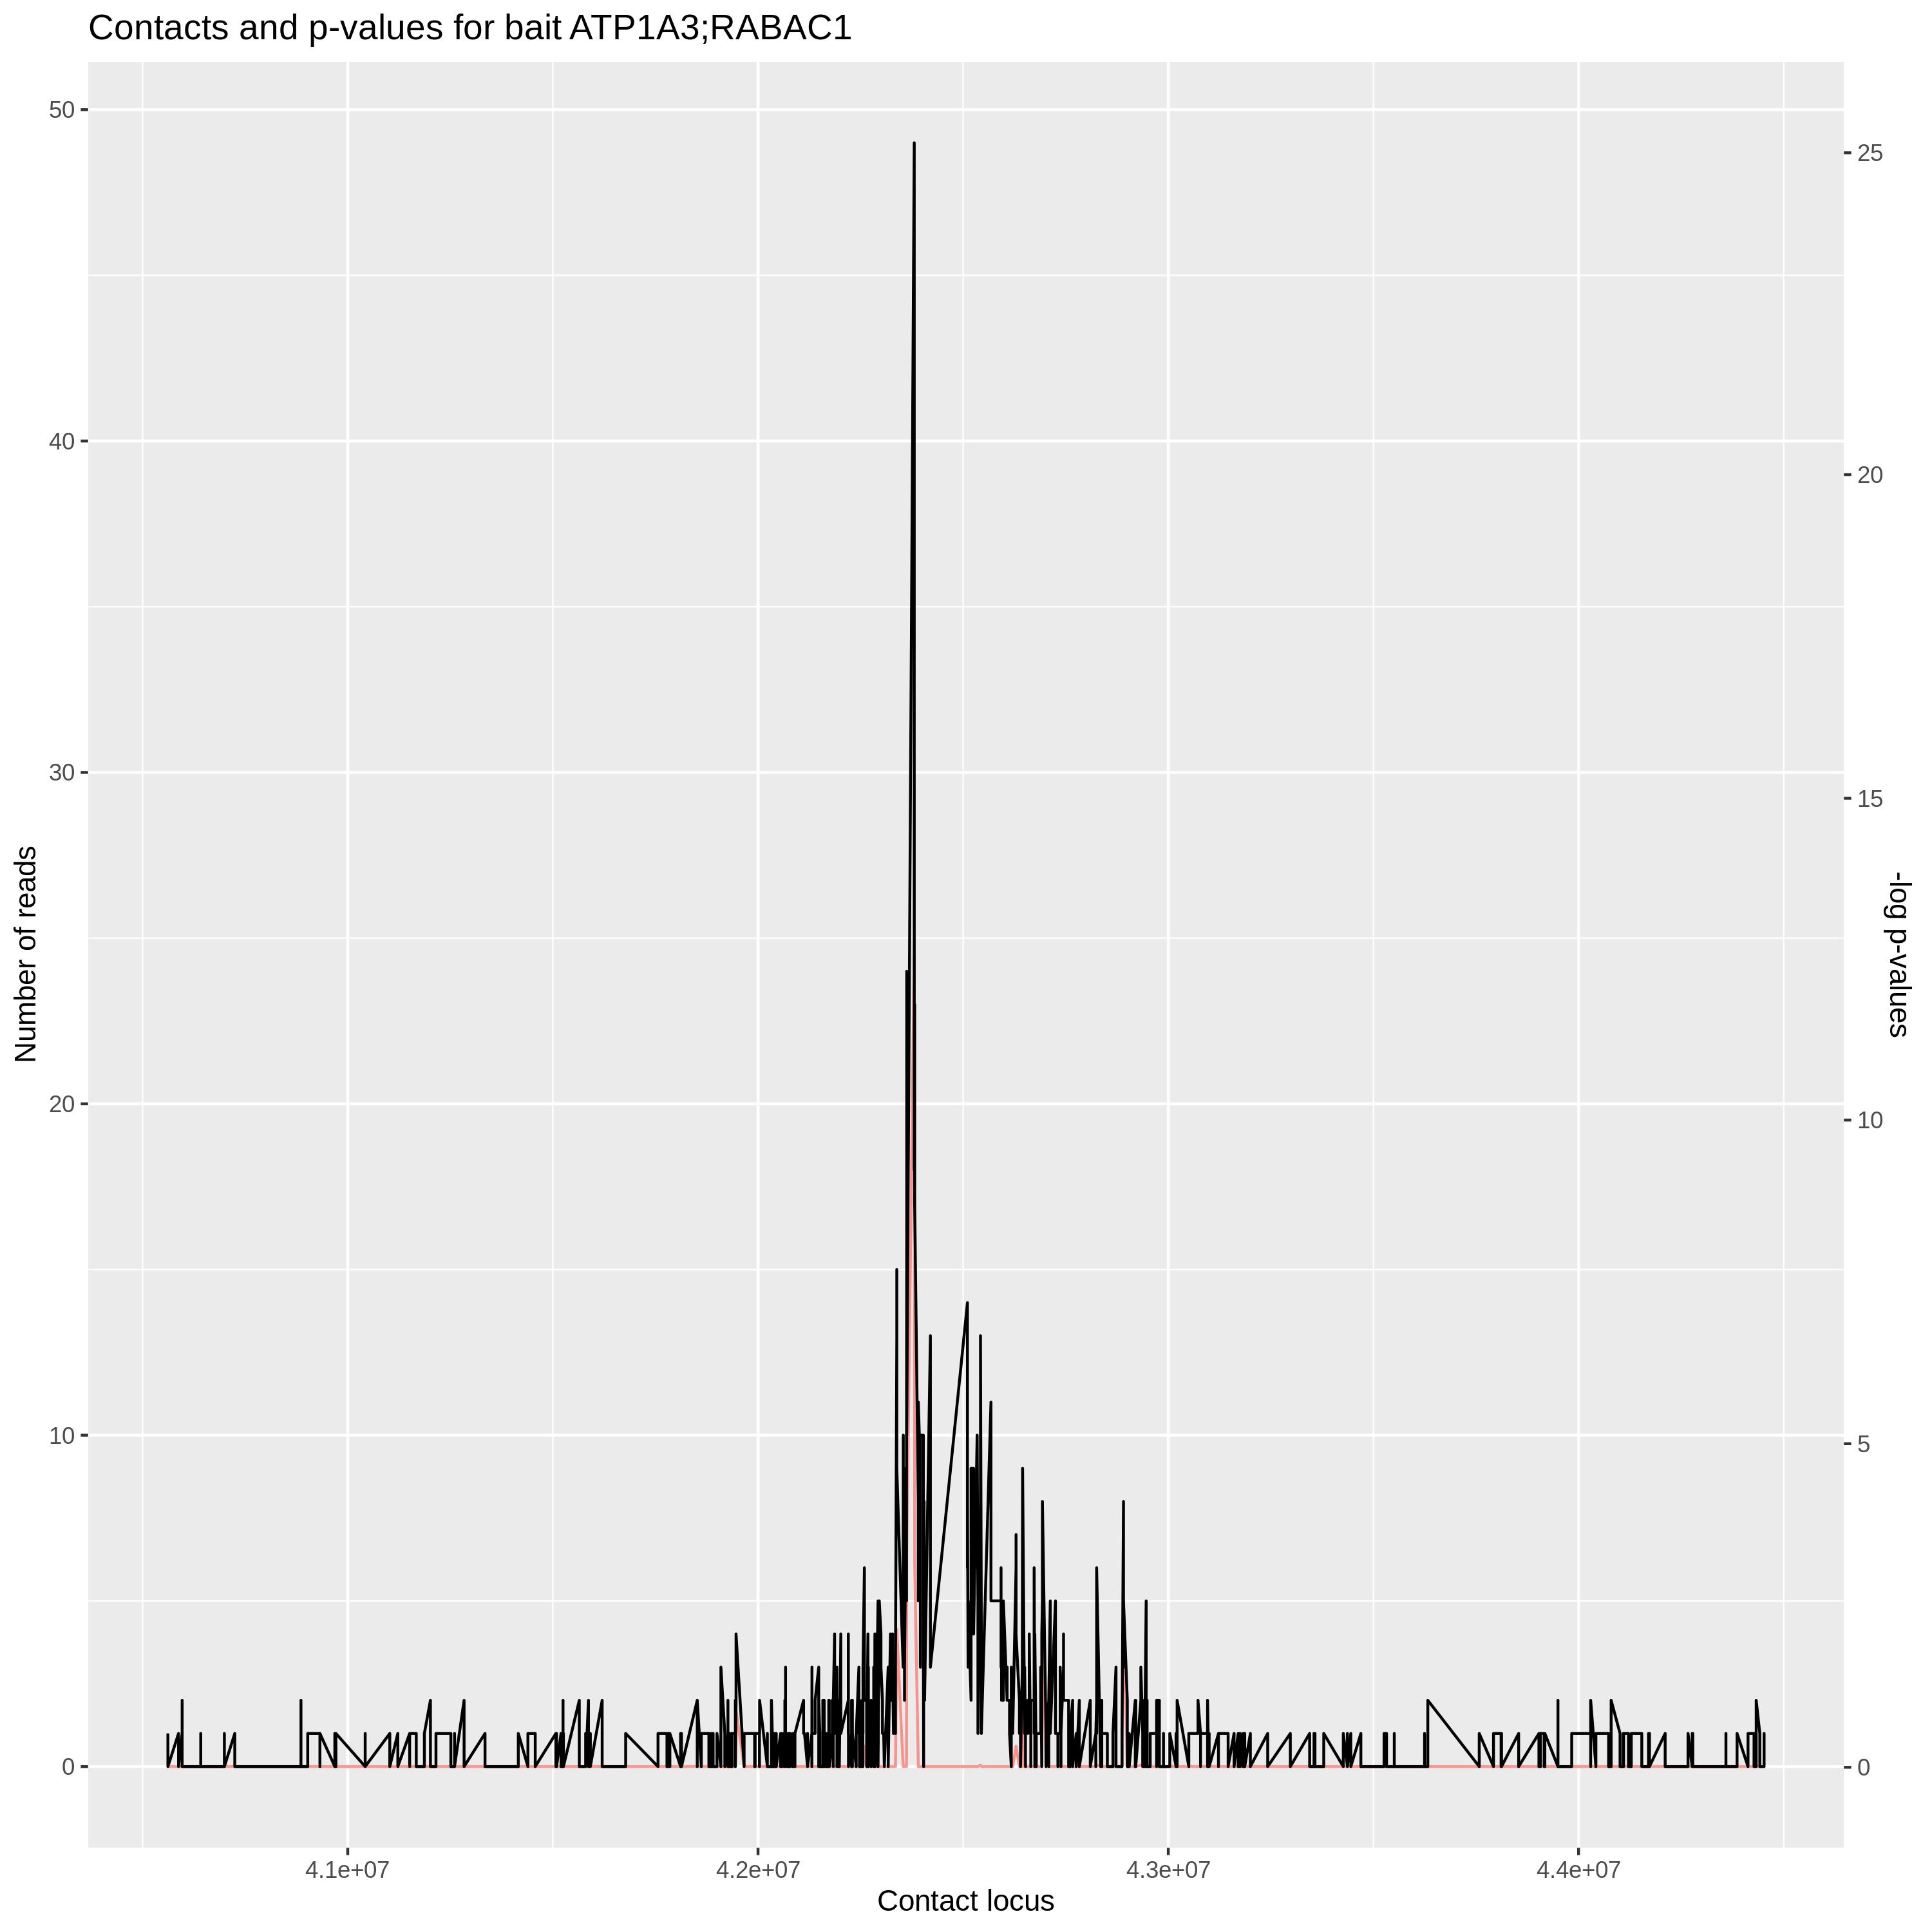 Contacts and p-values for bait ATP1A3;RABAC1
50
40
30
20
10
0
Number of reads
25
20
15
10
5
0
-log p-values
4.1e+07
4.2e+07
4.3e+07
4.4e+07
Contact locus